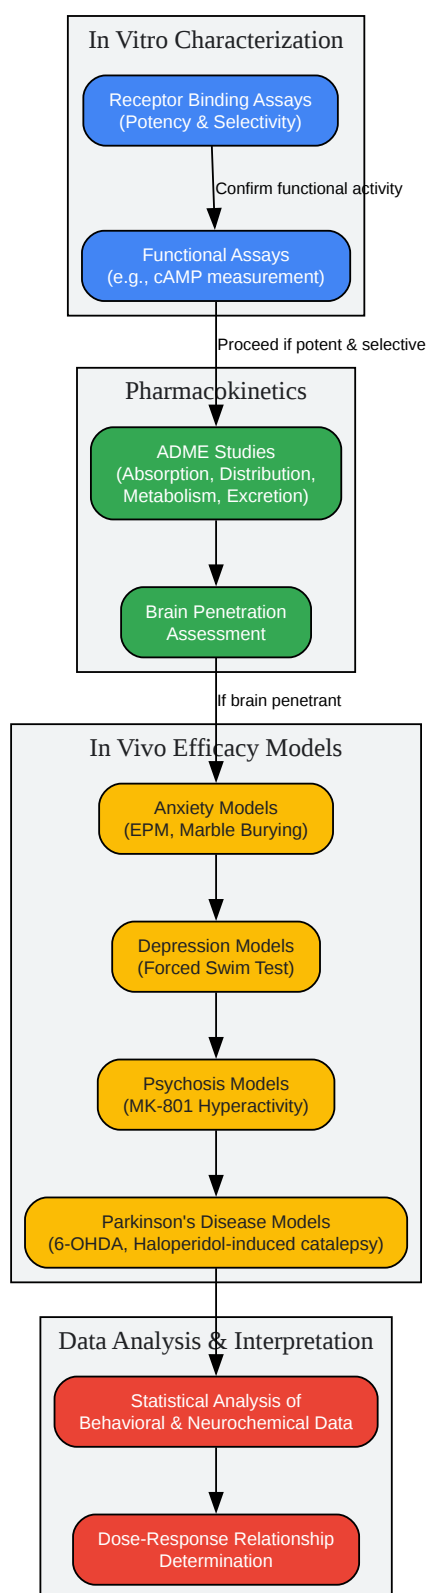 In Vitro Characterization
Receptor Binding Assays
(Potency & Selectivity)
Confirm functional activity
Functional Assays
(e.g., cAMP measurement)
Proceed if potent & selective
Pharmacokinetics
ADME Studies
(Absorption, Distribution,
Metabolism, Excretion)
Brain Penetration
Assessment
If brain penetrant
In Vivo Efficacy Models
Anxiety Models
(EPM, Marble Burying)
Depression Models
(Forced Swim Test)
Psychosis Models
(MK-801 Hyperactivity)
Parkinson's Disease Models
(6-OHDA, Haloperidol-induced catalepsy)
Data Analysis & Interpretation
Statistical Analysis of
Behavioral & Neurochemical Data
Dose-Response Relationship
Determination